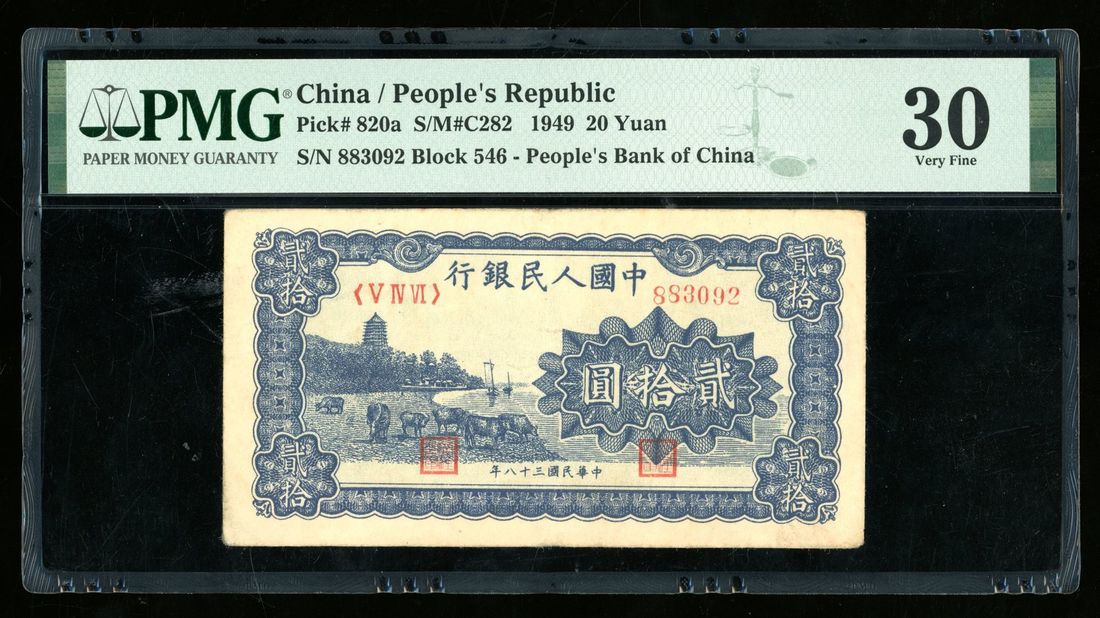 PMG®
PAPER MONEY GUARANTY
China / People's Republic
Pick# 820a S/M#C282 1949 20 Yuan
S/N 883092 Block 546 - People's Bank of China
30
Very Fine
貳拾
貳拾
行銀民人國中
〈V IV VI〉
883092
圓拾貳
貳拾
貳拾
年八十三國民華中